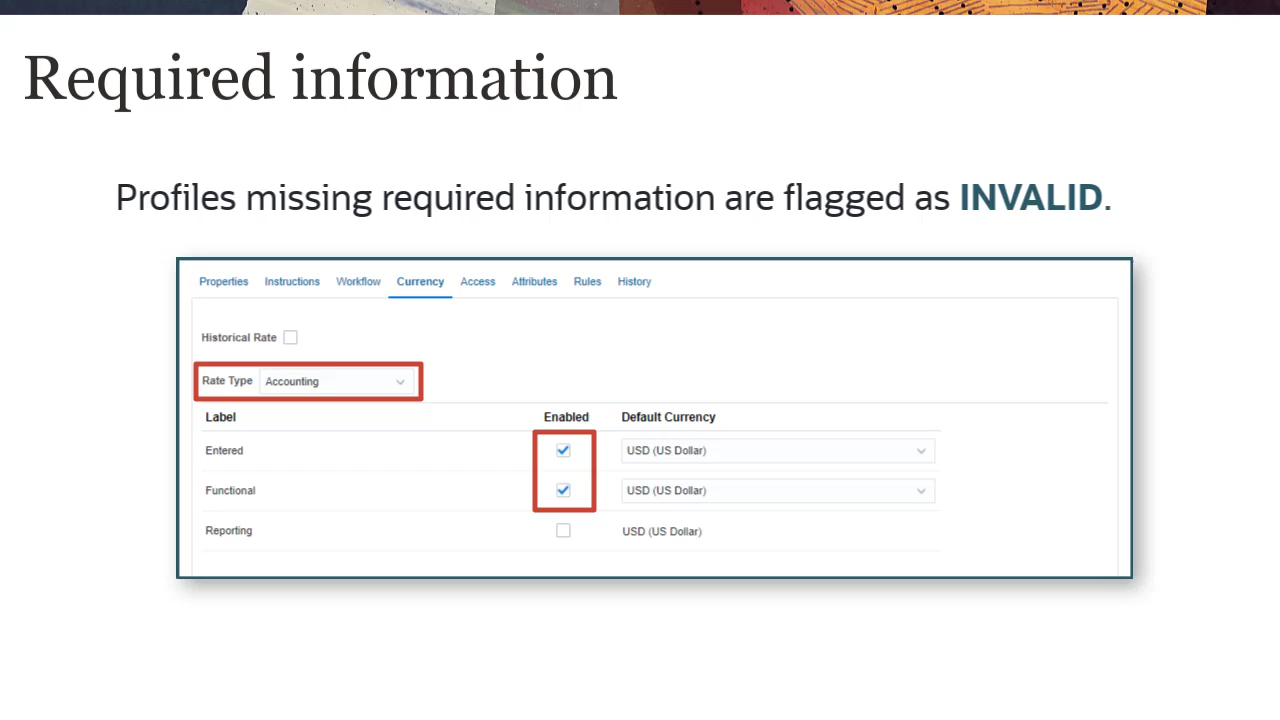 Required information
Profiles missing required information are flagged as INVALID.
Properties Instructions Workflow Currency Access Attributes Rules History
Historical Rate
Rate Type Accounting
Label Enabled Default Currency
Entered USD (US Dollar)
Functional USD (US Dollar)
Reporting USD (US Dollar)